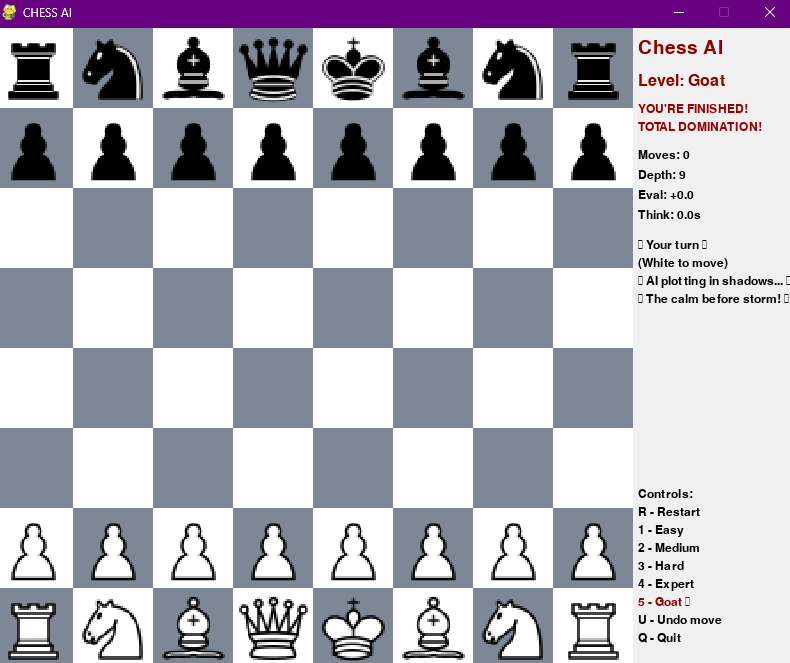 CHESS AI
Chess AI
Level: Goat
YOU'RE FINISHED!
TOTAL DOMINATION!
Moves: 0
Depth: 9
Eval: +0.0
Think: 0.0s
▯ Your turn ▯
(White to move)
▯ AI plotting in shadows... ▯
▯ The calm before storm! ▯
Controls:
R - Restart
1 - Easy
2 - Medium
3 - Hard
4 - Expert
5 - Goat ▯
U - Undo move
Q - Quit